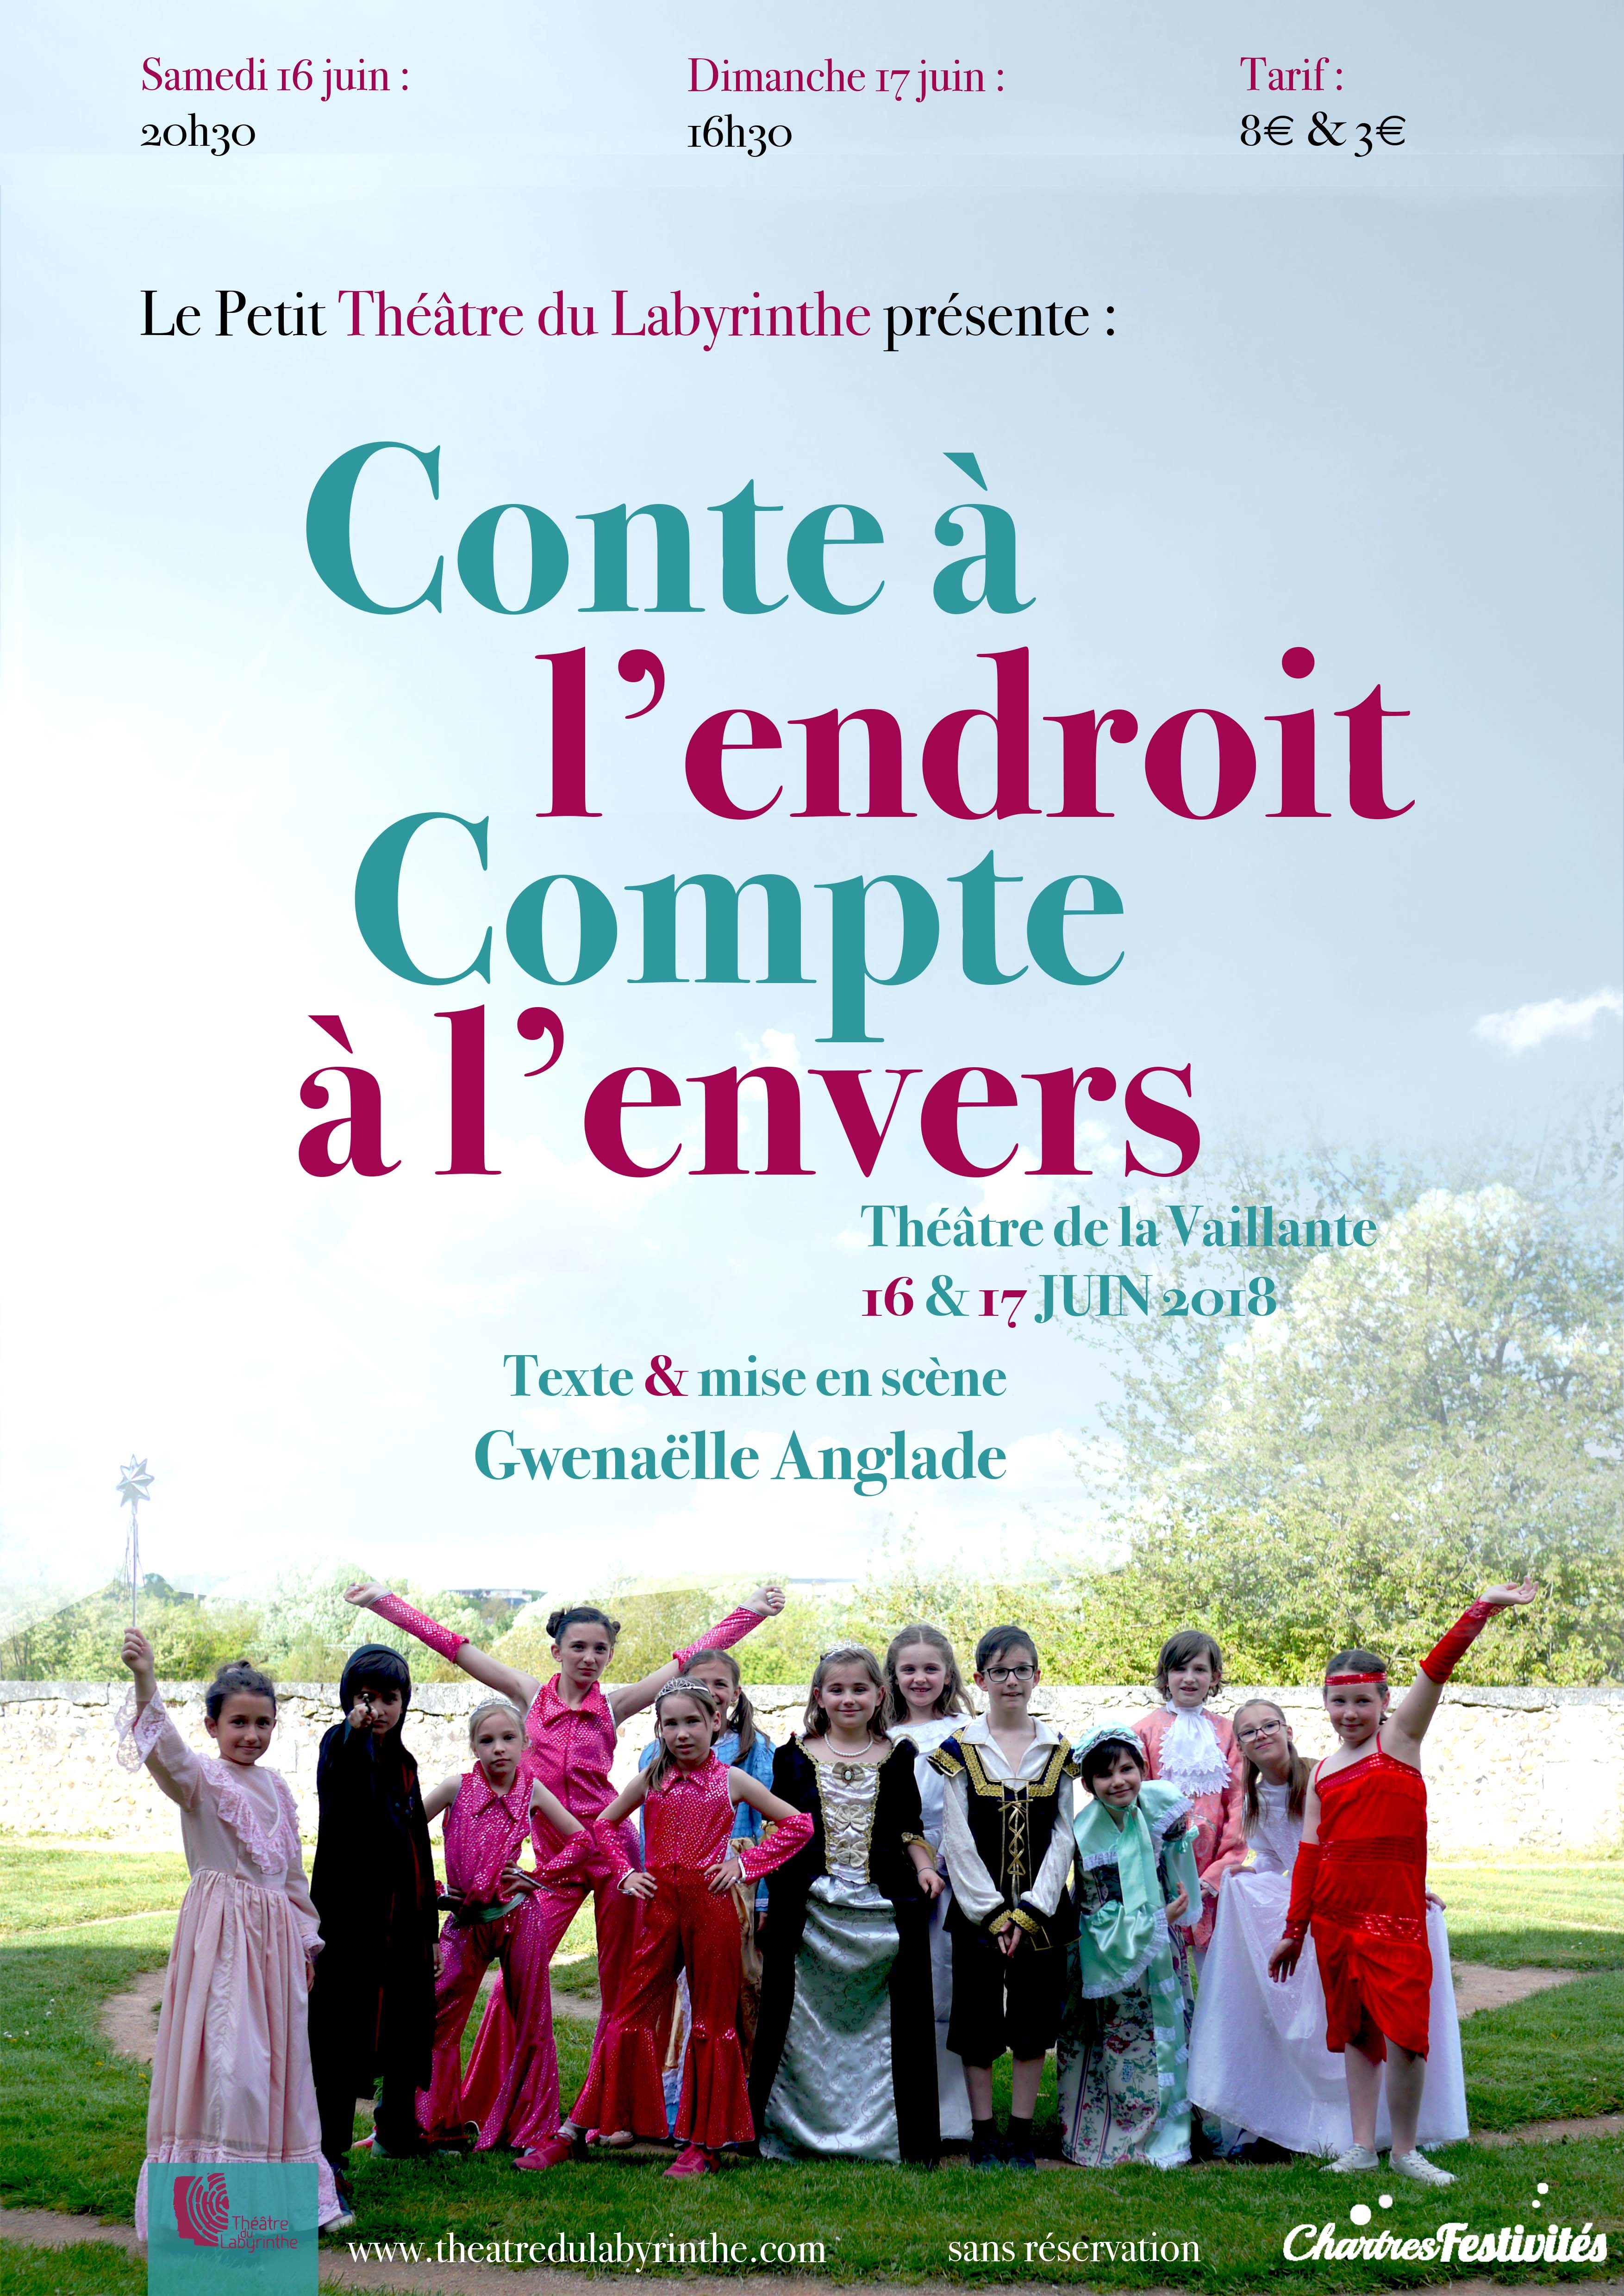 Samedi 16 juin :
20h30
Dimanche 17 juin :
16h30
Tarif :
8€ & 3€
Le Petit Théâtre du Labyrinthe présente :
Conte à
l’endroit
Compte
à l’envers
Théâtre de la Vaillante
16 & 17 JUIN 2018
Texte & mise en scène
Gwenaëlle Anglade
Théâtre
du
Labyrinthe
www.theatredulabyrinthe.com
sans réservation
ChartresFestivités